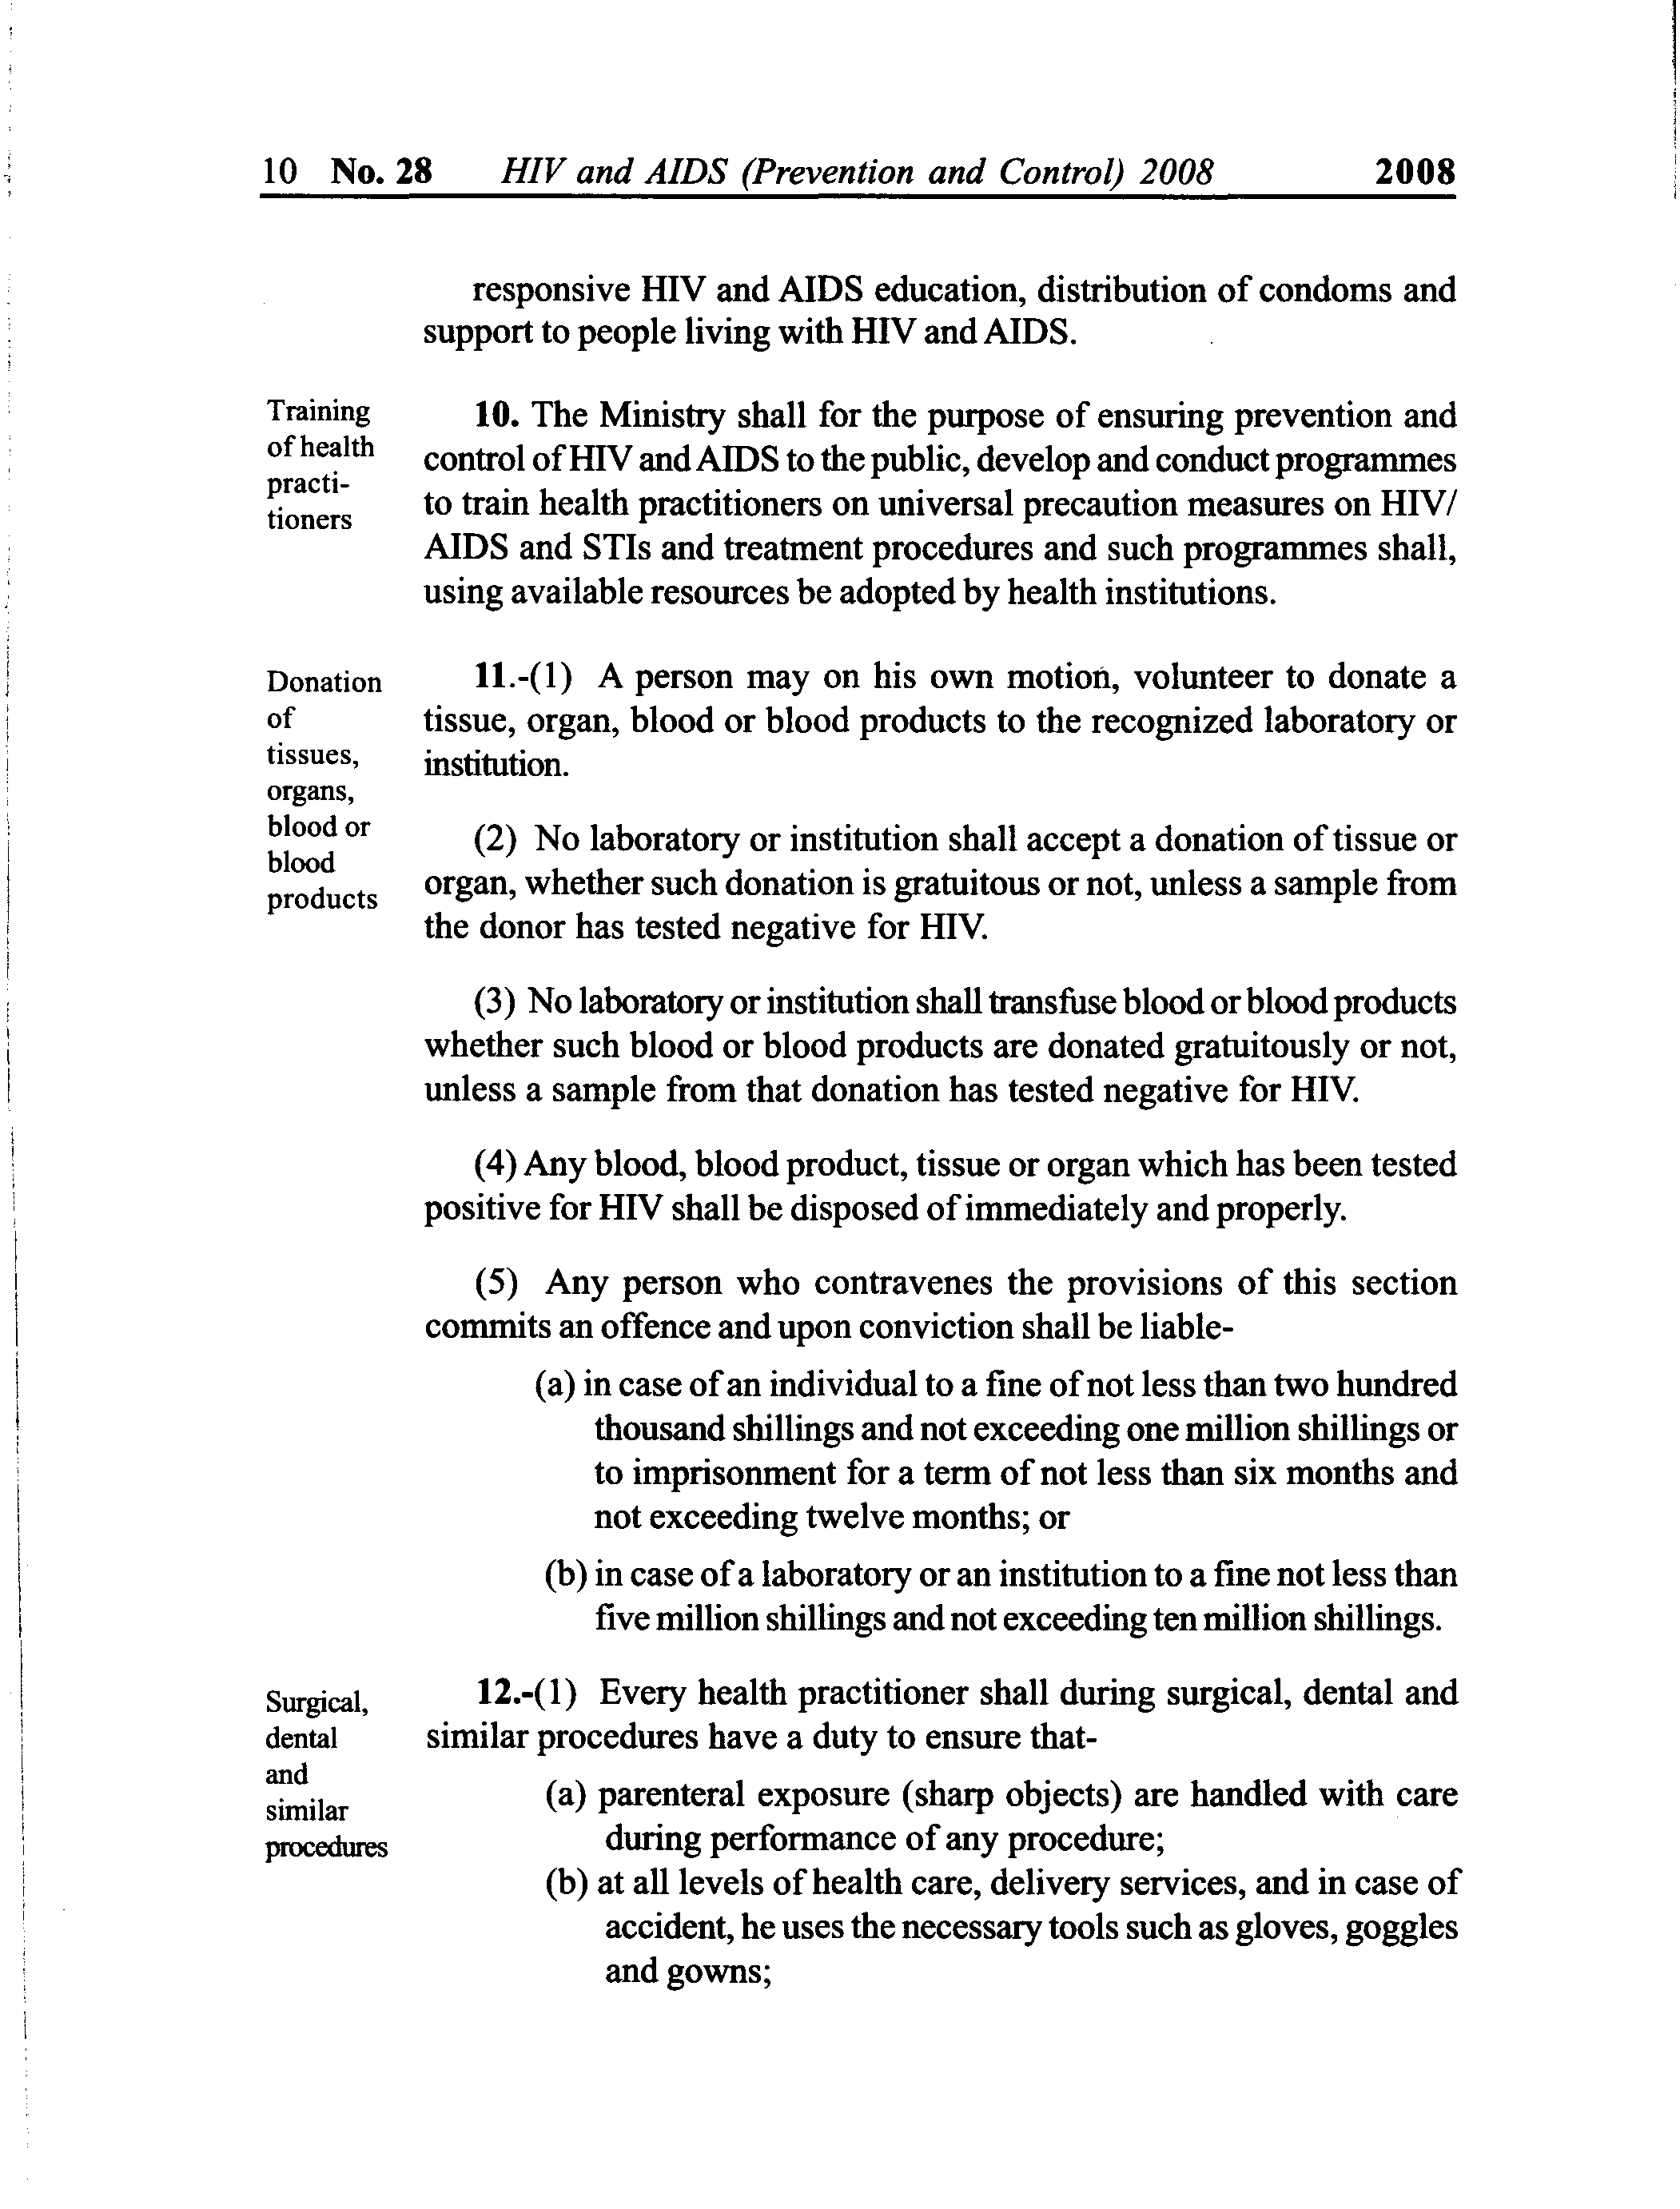 10 No. 28 HIV and AIDS (Prevention and Control) 2008 2008
responsive HIV and AIDS education, distribution of condoms and
support to people living with HIV and AIDS.
Training
of health
practi-
tioners
10. The Ministry shall for the purpose of ensuring prevention and
control of HIV and AIDS to the public, develop and conduct programmes
to train health practitioners on universal precaution measures on HIV/
AIDS and STIs and treatment procedures and such programmes shall,
using available resources be adopted by health institutions.
Donation
of
tissues,
organs,
blood or
blood
products
11.-(1) A person may on his own motion, volunteer to donate a
tissue, organ, blood or blood products to the recognized laboratory or
institution.
(2) No laboratory or institution shall accept a donation of tissue or
organ, whether such donation is gratuitous or not, unless a sample from
the donor has tested negative for HIV.
(3) No laboratory or institution shall transfuse blood or blood products
whether such blood or blood products are donated gratuitously or not,
unless a sample from that donation has tested negative for HIV.
(4) Any blood, blood product, tissue or organ which has been tested
positive for HIV shall be disposed of immediately and properly.
(5) Any person who contravenes the provisions of this section
commits an offence and upon conviction shall be liable-
(a) in case of an individual to a fine of not less than two hundred
thousand shillings and not exceeding one million shillings or
to imprisonment for a term of not less than six months and
not exceeding twelve months; or
(b) in case of a laboratory or an institution to a fine not less than
five million shillings and not exceeding ten million shillings.
Surgical,
dental
and
similar
procedures
12.-(1) Every health practitioner shall during surgical, dental and
similar procedures have a duty to ensure that-
(a) parenteral exposure (sharp objects) are handled with care
during performance of any procedure;
(b) at all levels of health care, delivery services, and in case of
accident, he uses the necessary tools such as gloves, goggles
and gowns;